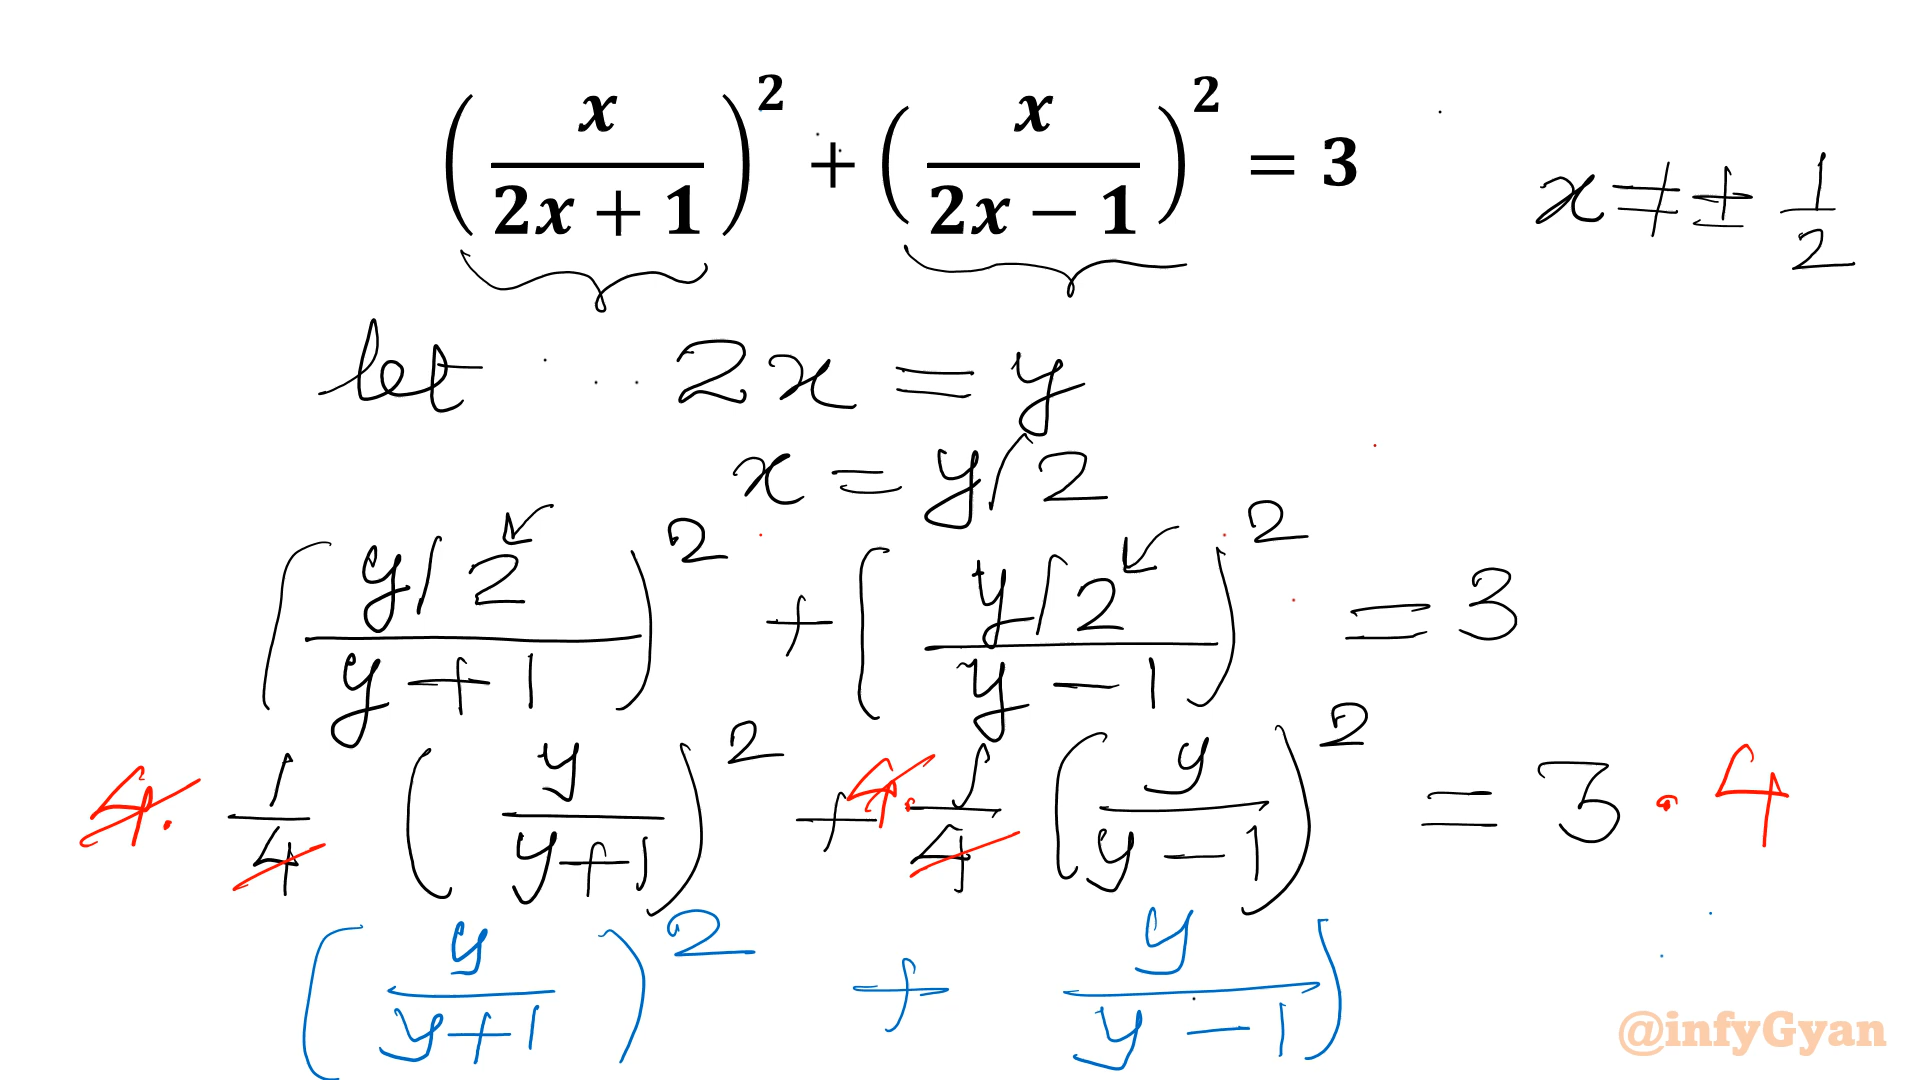 (x/(2x + 1))² + (x/(2x − 1))² = 3
x ≠ ± 1/2
let 2x = y
x = y/2
((y/2)/(y + 1))² + ((y/2)/(y − 1))² = 3
4 · 1/4 (y/(y + 1))² + 4 · 1/4 (y/(y − 1))² = 3 · 4
(y/(y + 1))² + y/(y − 1))
@infyGyan